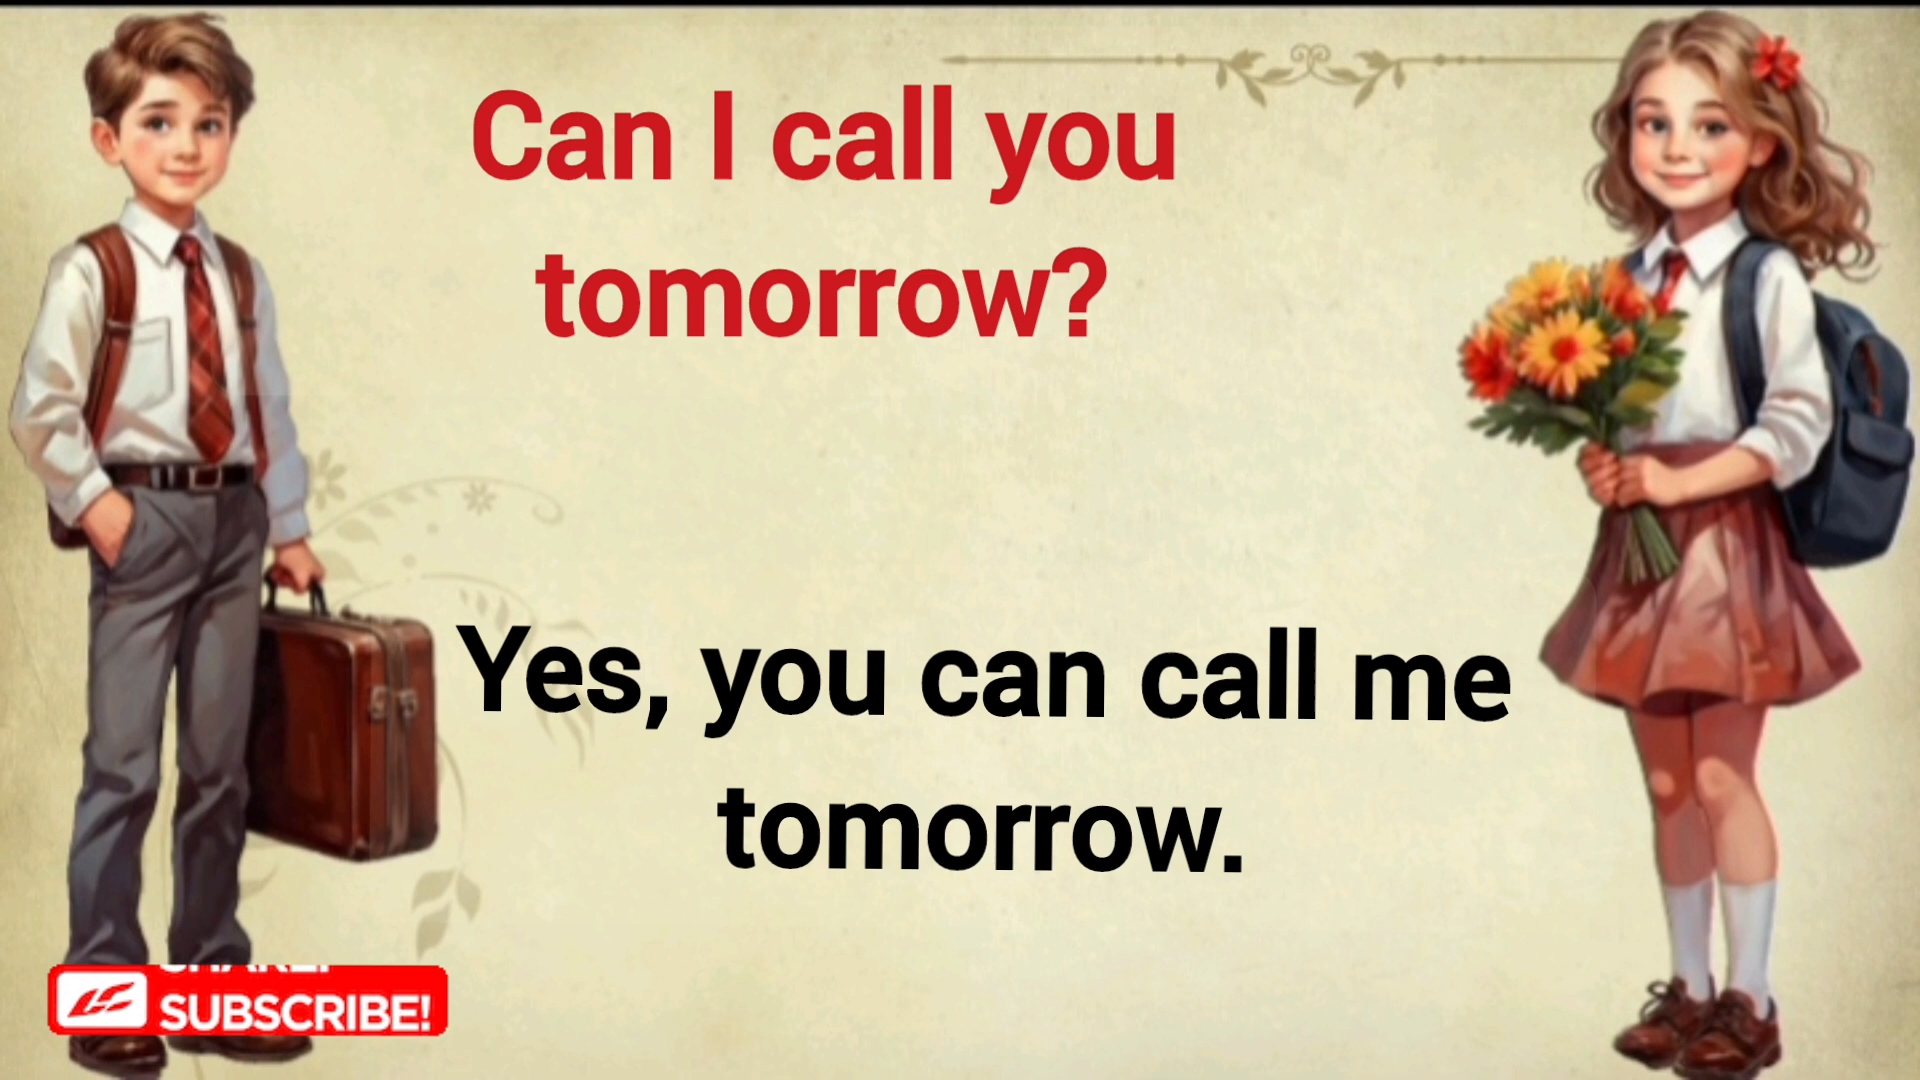 Can I call you
tomorrow?
Yes, you can call me
tomorrow.
SUBSCRIBE!